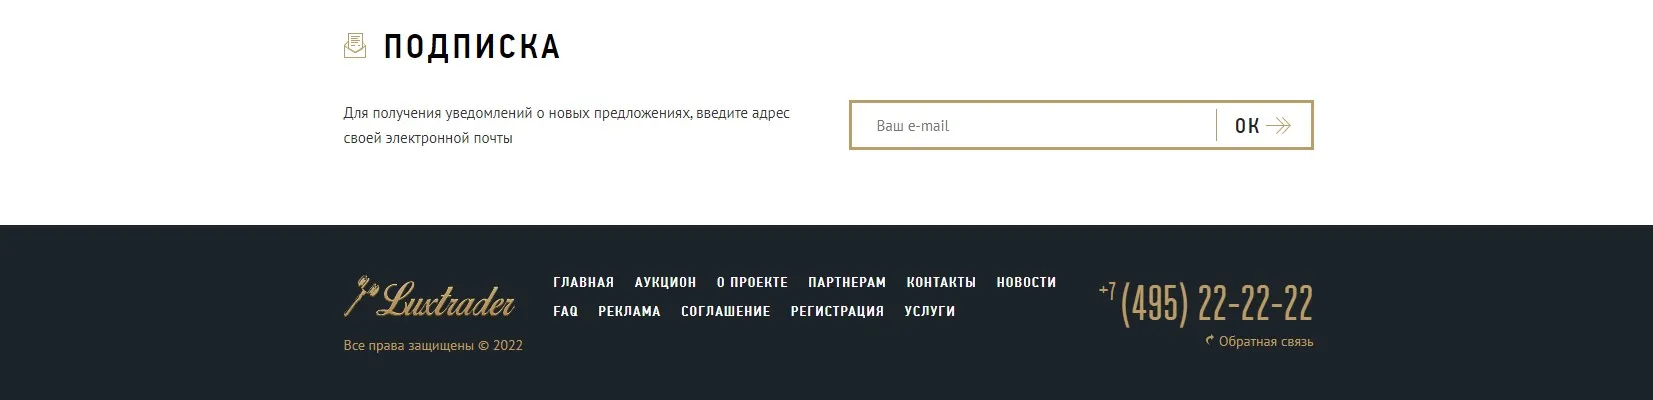 ПОДПИСКА
Для получения уведомлений о новых предложениях, введите адрес
своей электронной почты
Ваш e-mail
ОК
Luxtrader
ГЛАВНАЯ АУКЦИОН О ПРОЕКТЕ ПАРТНЕРАМ КОНТАКТЫ НОВОСТИ
FAQ РЕКЛАМА СОГЛАШЕНИЕ РЕГИСТРАЦИЯ УСЛУГИ
Все права защищены © 2022
+7 (495) 22-22-22
Обратная связь